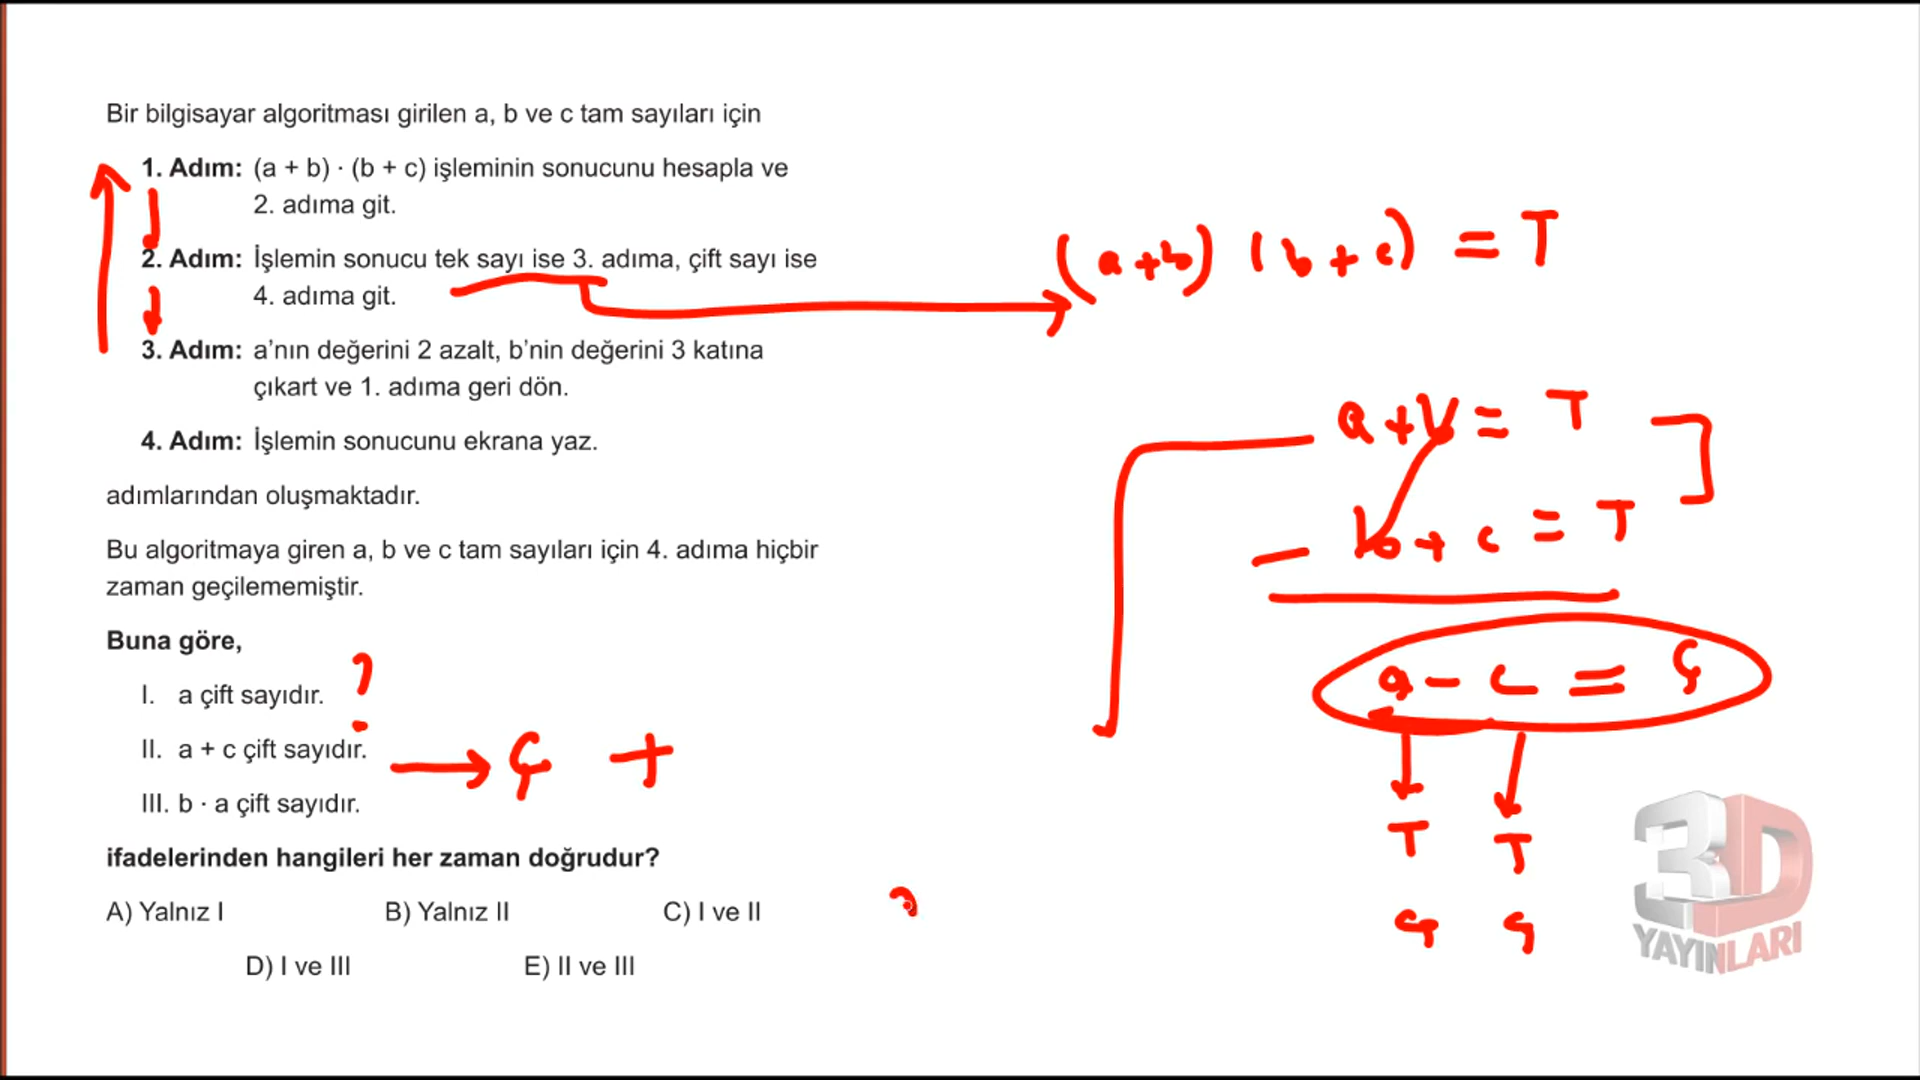 Bir bilgisayar algoritması girilen a, b ve c tam sayıları için
1. Adım: (a + b) · (b + c) işleminin sonucunu hesapla ve
2. adıma git.
2. Adım: İşlemin sonucu tek sayı ise 3. adıma, çift sayı ise
4. adıma git.
3. Adım: a’nın değerini 2 azalt, b’nin değerini 3 katına
çıkart ve 1. adıma geri dön.
4. Adım: İşlemin sonucunu ekrana yaz.
adımlarından oluşmaktadır.
Bu algoritmaya giren a, b ve c tam sayıları için 4. adıma hiçbir
zaman geçilememiştir.
Buna göre,
I. a çift sayıdır. ?
II. a + c çift sayıdır. → Ç +
III. b · a çift sayıdır.
ifadelerinden hangileri her zaman doğrudur?
A) Yalnız I B) Yalnız II C) I ve II
D) I ve III E) II ve III
(a+b) (b+c) = T
a+b = T
b+c = T
a - c = Ç
T T
Ç Ç
3D
YAYINLARI